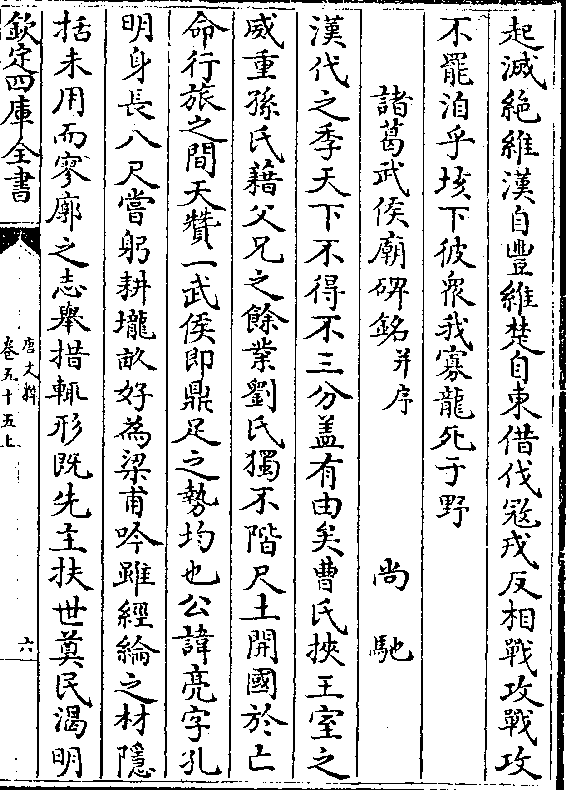 起滅絶維漢自豐維楚自東借伐冦戎反相戰攻戰攻
不罷洎乎垓下彼衆我寡龍死于野
諸葛武侯廟碑銘并序 尚馳
漢代之季天下不得不三分盖有由矣曹氏挾王室之
威重孫氏藉父兄之餘業劉氏獨不階尺土開國於亡
命行旅之間天贊一武侯即鼎足之勢均也公諱亮字孔
明身長八尺嘗躬耕壠畝好為梁甫吟雖經綸之材隱
括未用而寥廓之志舉措輒形既先主扶世奠民渴明
欽定四庫全書
唐文粹
卷五十五上
六